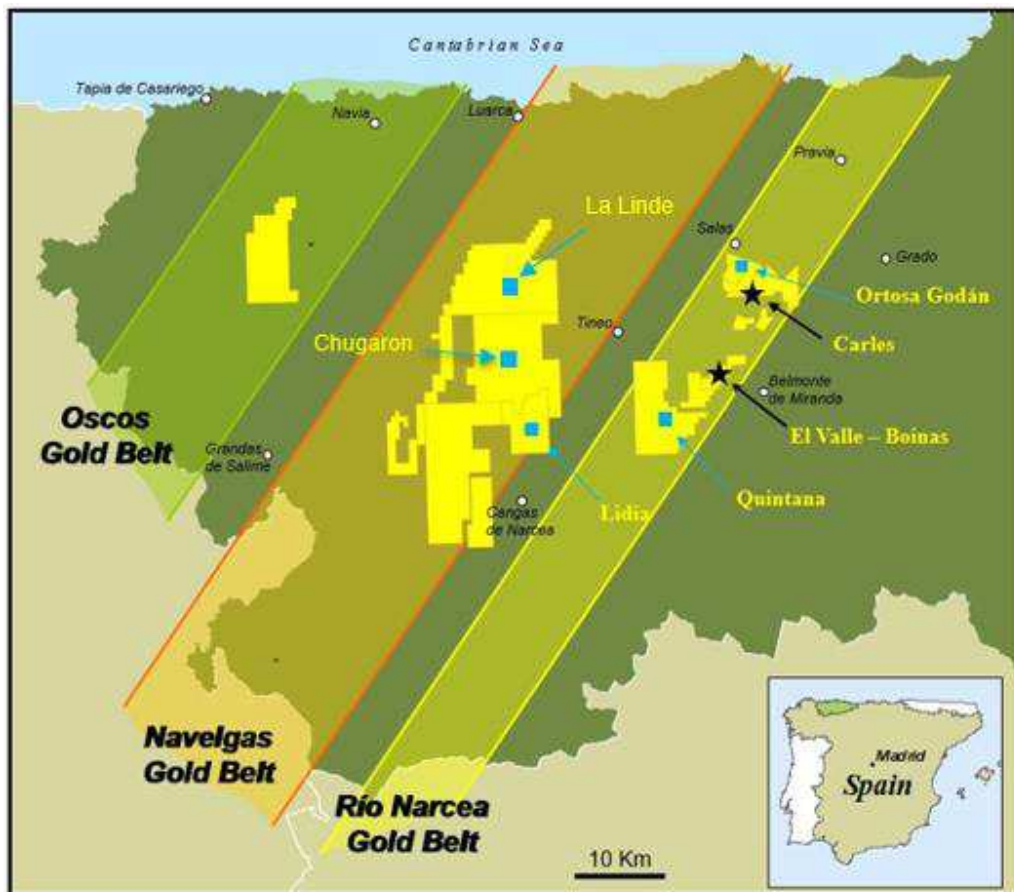 Cantabrian Sea
Tapia de Casariego
Navia
Luarca
Pravia
La Linde
Salas
Grado
Ortosa Godán
Carles
Chugaron
Tineo
Belmonte
de Miranda
El Valle – Boinas
Oscos
Gold Belt
Grandas
de Salime
Quintana
Lidia
Cangas
de Narcea
Navelgas
Gold Belt
Río Narcea
Gold Belt
10 Km
Madrid
Spain